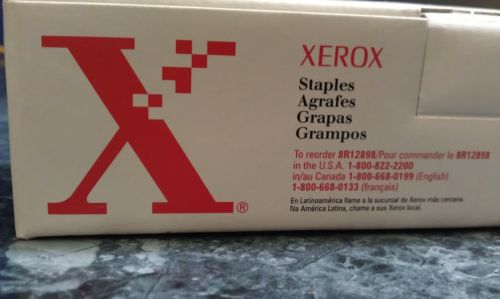 X®
XEROX
Staples
Agrafes
Grapas
Grampos
To reorder 8R12898/Pour commander le 8R12898
in the U.S.A. 1-800-822-2200
in/au Canada 1-800-668-0199 (English)
1-800-668-0133 (français)
En Latinoamérica llame a la sucursal de Xerox más cercana
Na América Latina, chame a sua Xerox local.